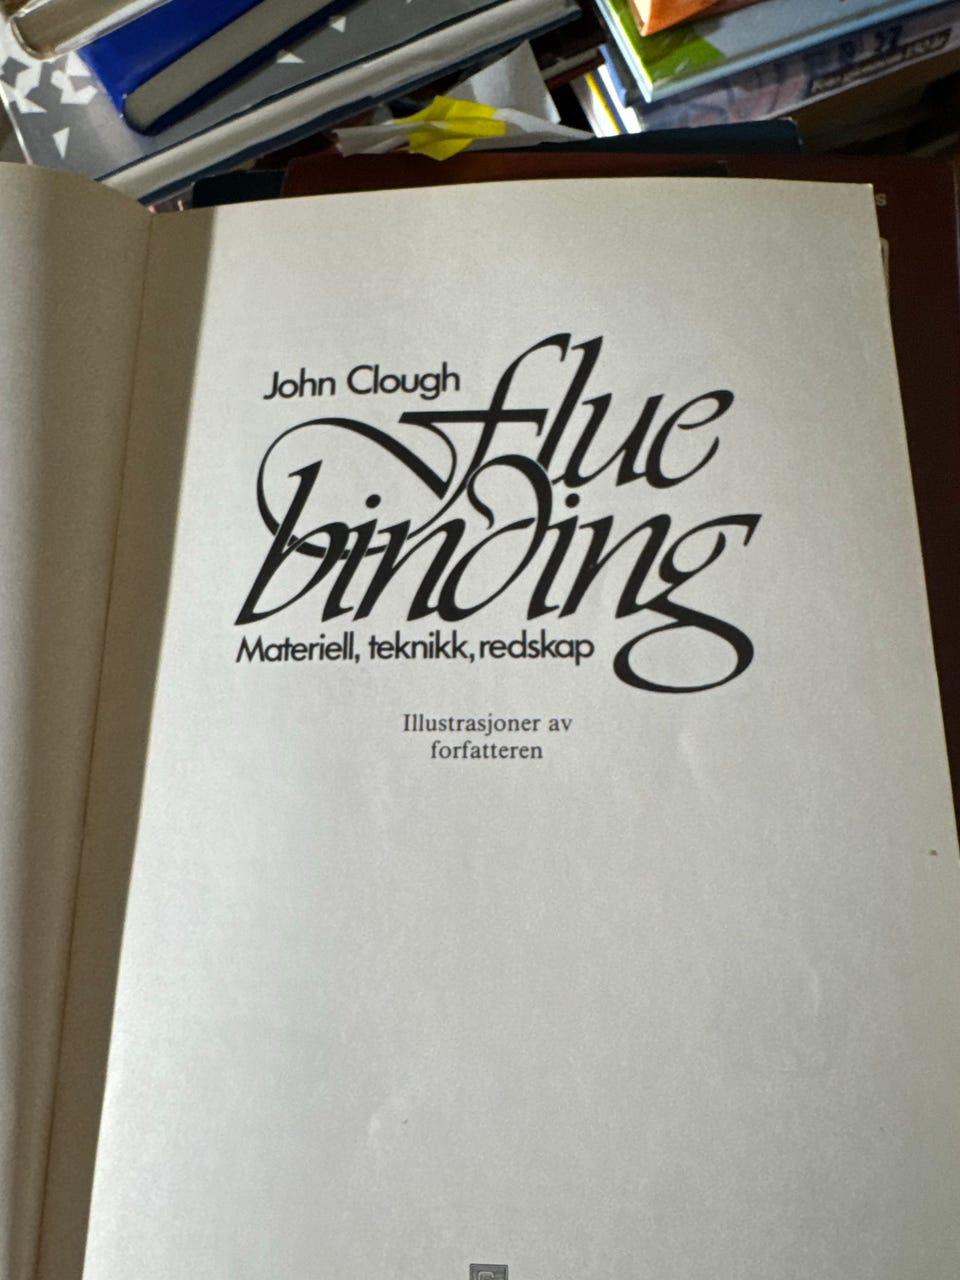 John Clough
flue
binding
Materiell, teknikk, redskap
Illustrasjoner av
forfatteren